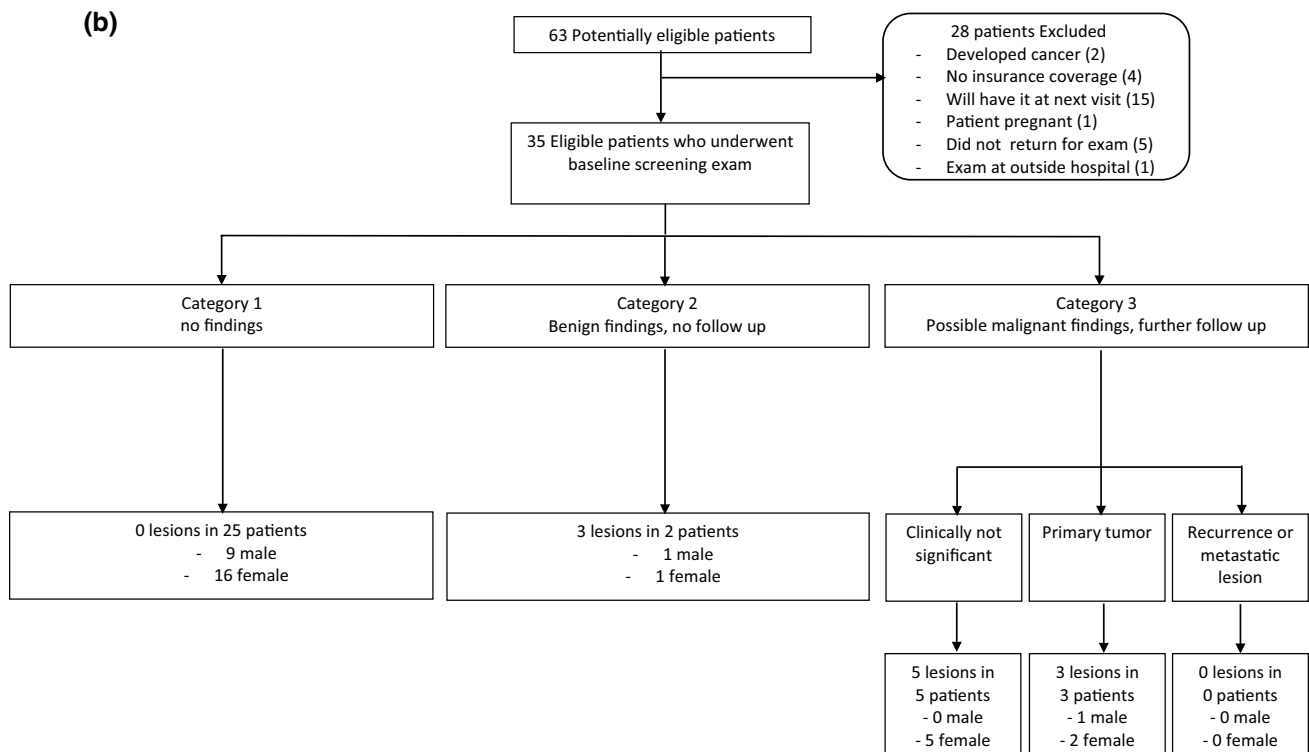 (b)
63 Potentially eligible patients
28 patients Excluded
- Developed cancer (2)
- No insurance coverage (4)
- Will have it at next visit (15)
- Patient pregnant (1)
- Did not return for exam (5)
- Exam at outside hospital (1)
35 Eligible patients who underwent
baseline screening exam
Category 1
no findings
Category 2
Benign findings, no follow up
Category 3
Possible malignant findings, further follow up
0 lesions in 25 patients
- 9 male
- 16 female
3 lesions in 2 patients
- 1 male
- 1 female
Clinically not
significant
Primary tumor
Recurrence or
metastatic
lesion
5 lesions in
5 patients
- 0 male
- 5 female
3 lesions in
3 patients
- 1 male
- 2 female
0 lesions in
0 patients
- 0 male
- 0 female